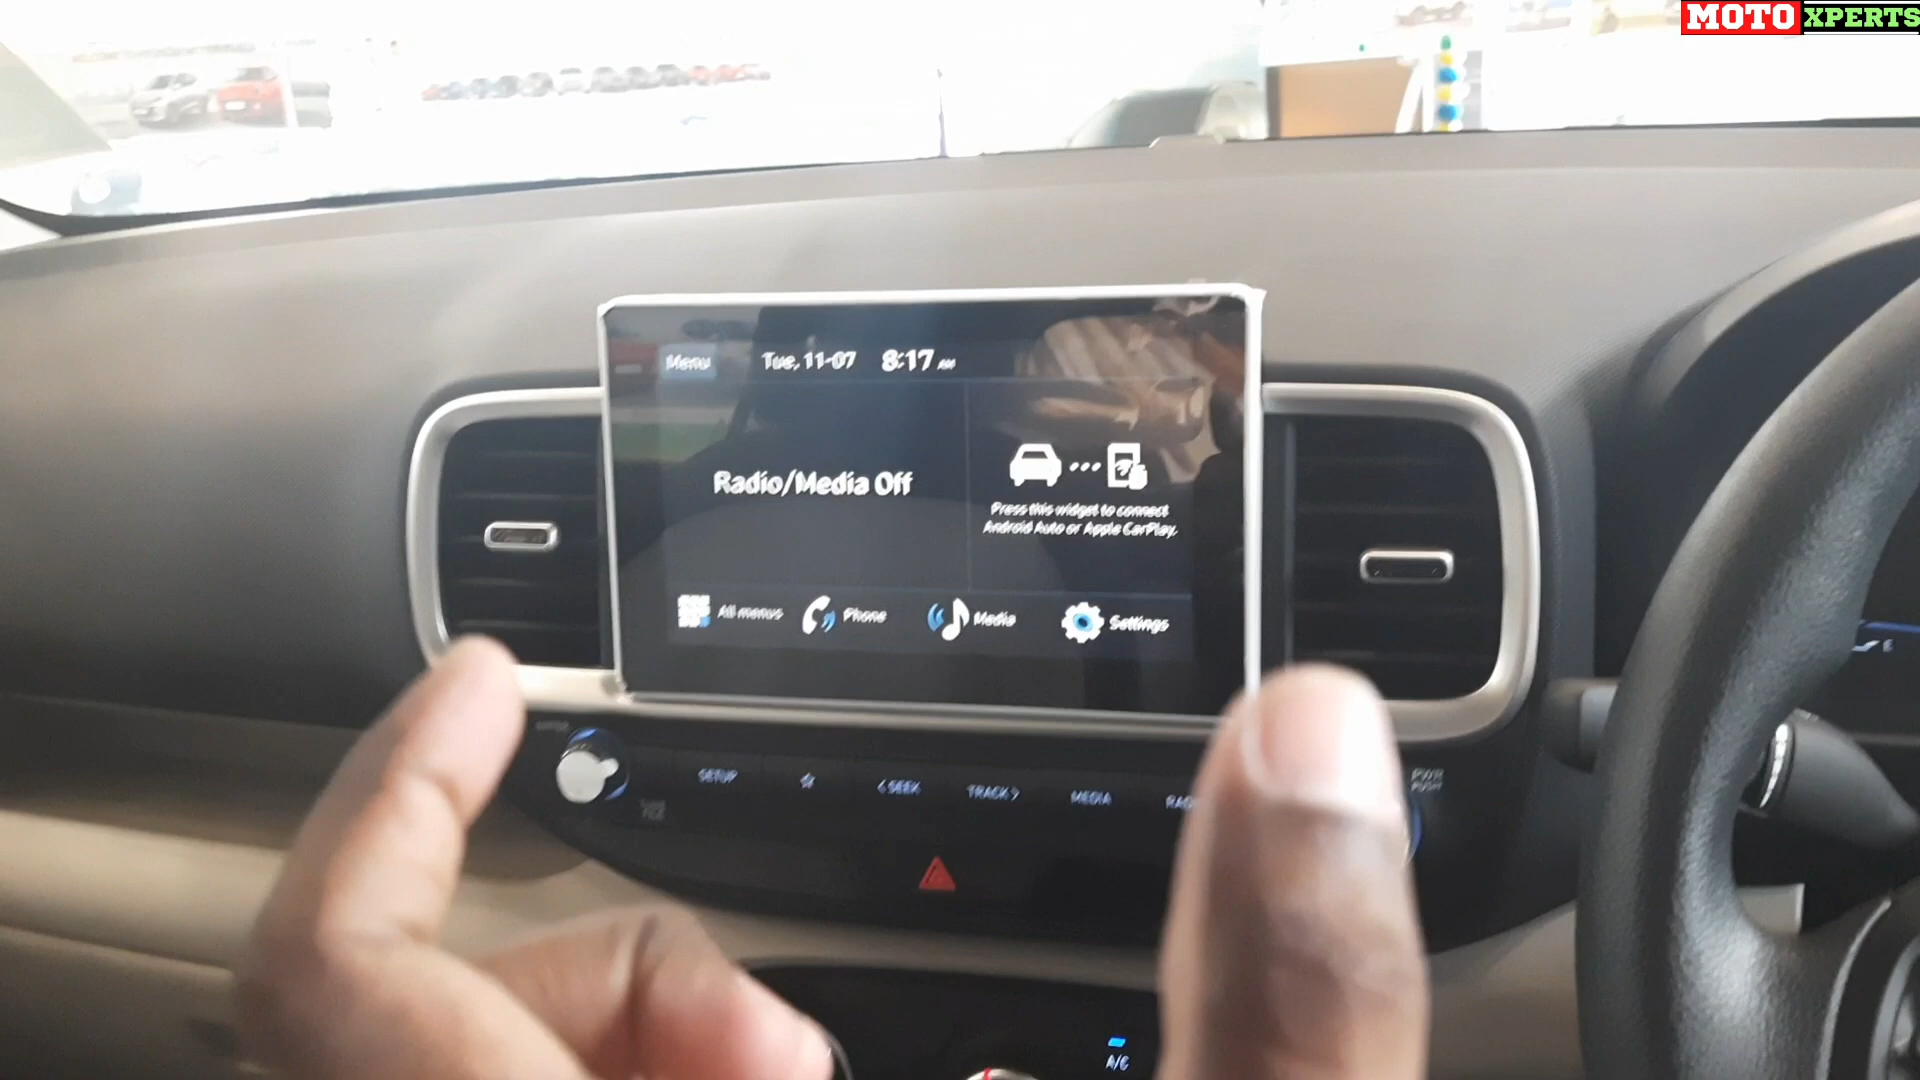 MOTO XPERTS
Menu
Tue, 11-07 8:17 AM
Radio/Media Off
Press this widget to connect
Android Auto or Apple CarPlay.
All menus
Phone
Media
Settings
SETUP
☆
< SEEK
TRACK >
MEDIA
RAD
PWR
PUSH
A/C